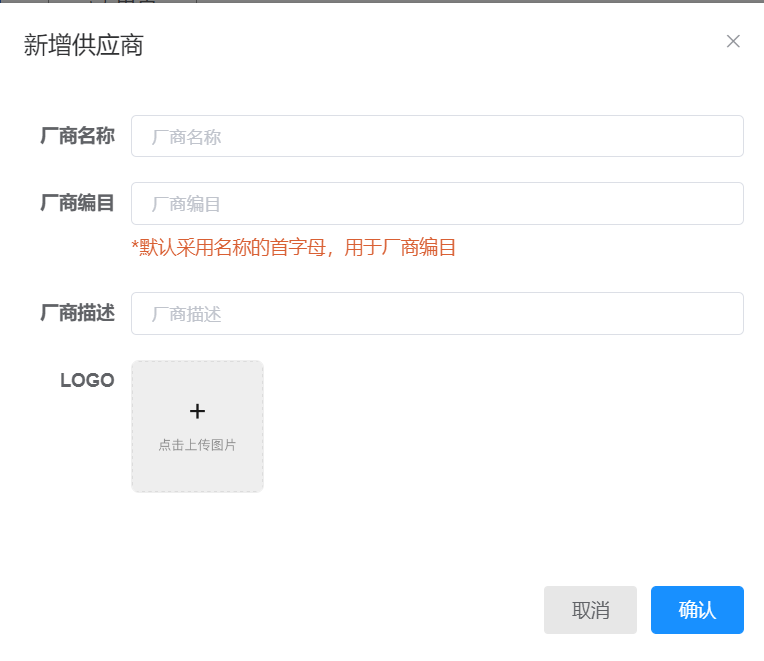 新增供应商
厂商名称
厂商名称
厂商编目
厂商编目
*默认采用名称的首字母，用于厂商编目
厂商描述
厂商描述
LOGO
+
点击上传图片
取消
确认